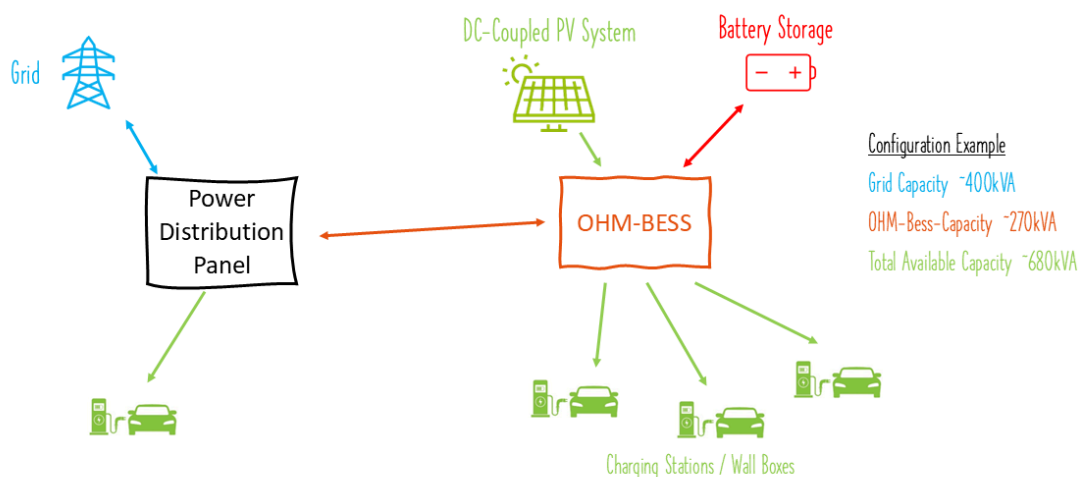 Grid
DC-Coupled PV System
Battery Storage
Power
Distribution
Panel
OHM-BESS
Configuration Example
Grid Capacity ~400kVA
OHM-Bess-Capacity ~270kVA
Total Available Capacity ~680kVA
Charging Stations / Wall Boxes